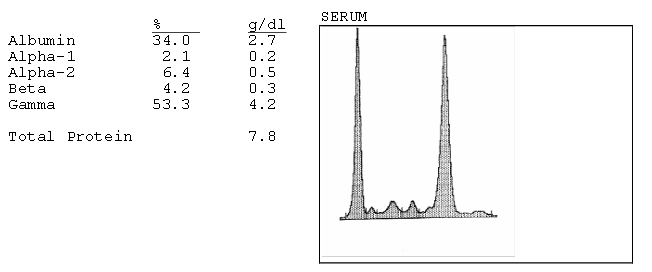 SERUM
% g/dl
Albumin 34.0 2.7
Alpha-1 2.1 0.2
Alpha-2 6.4 0.5
Beta 4.2 0.3
Gamma 53.3 4.2
Total Protein 7.8